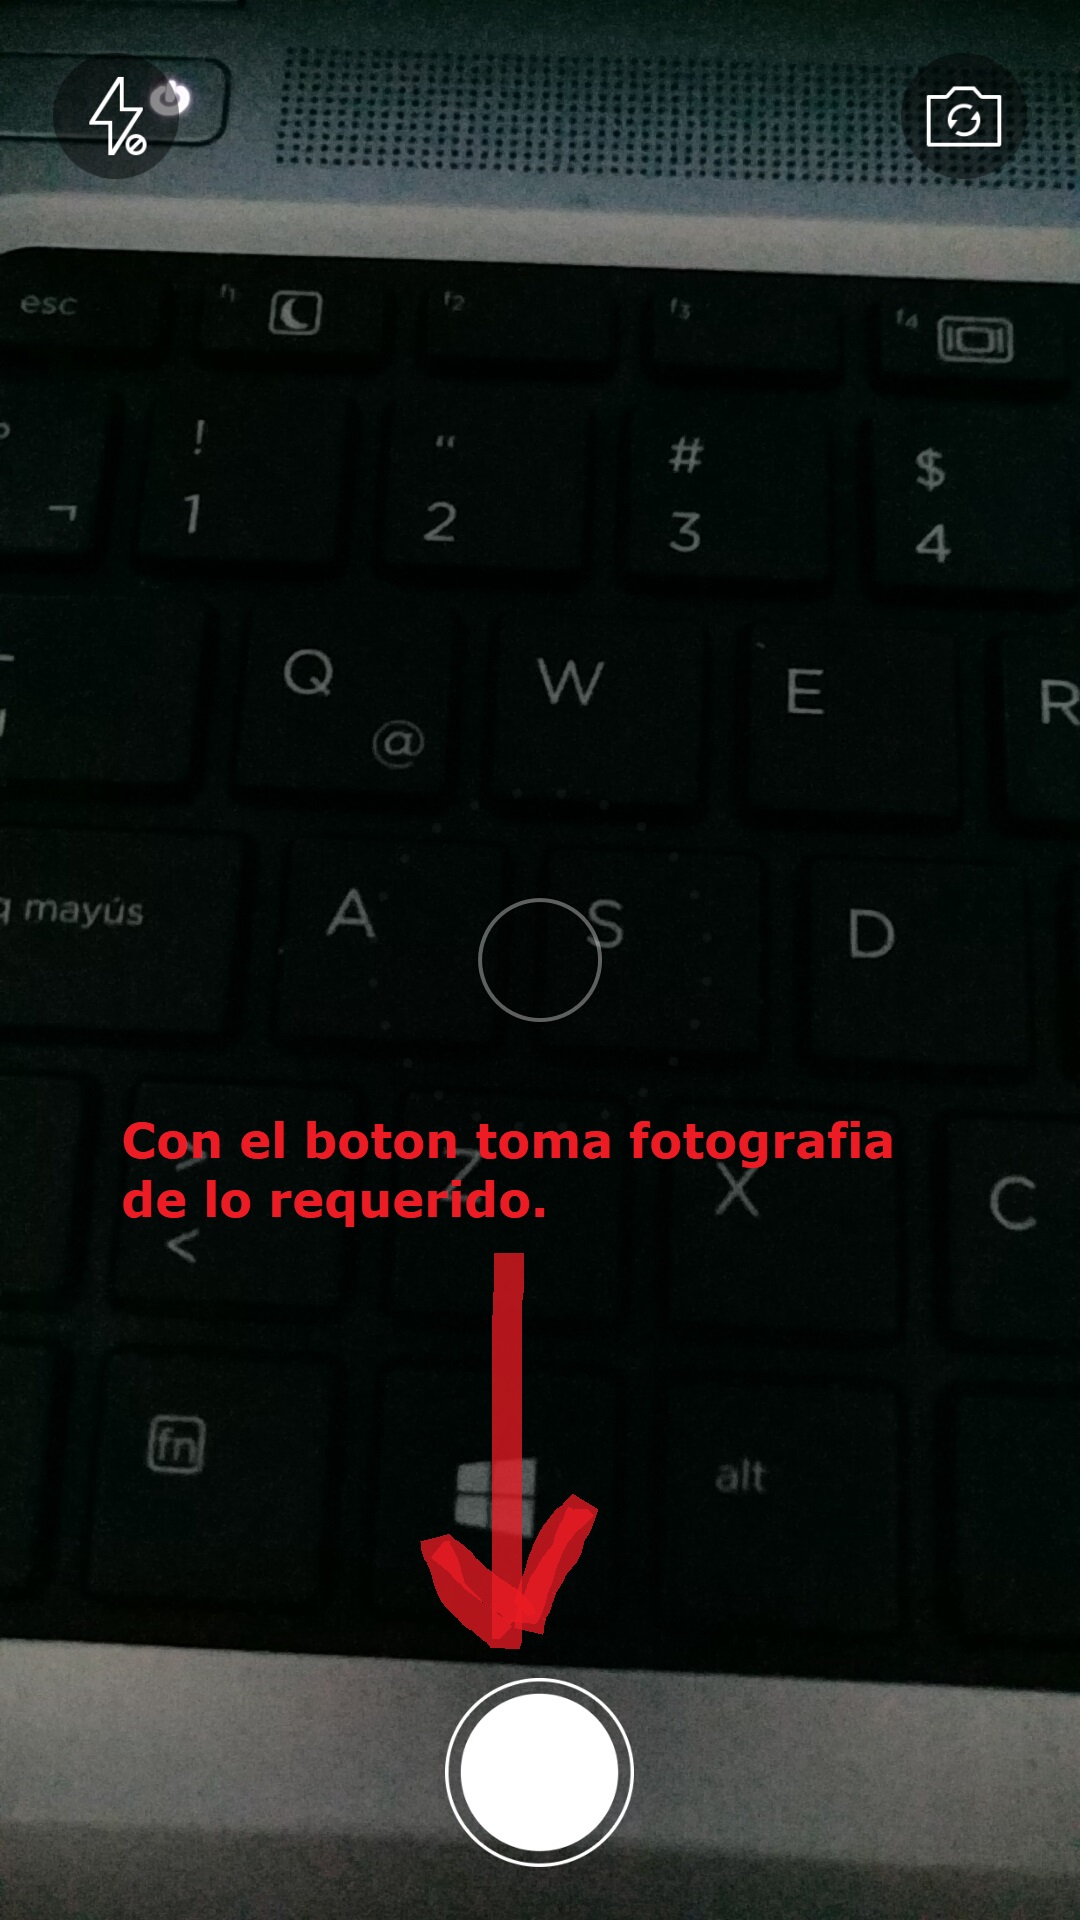 esc f1 f2 f3 f4
! " # $
¬ 1 2 3 4
Q W E R
@
mayús A S D
Con el boton toma fotografia
de lo requerido.
> Z X C
<
fn alt